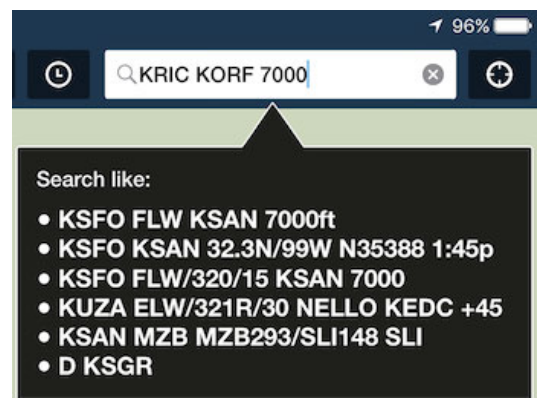 96%
KRIC KORF 7000
Search like:
• KSFO FLW KSAN 7000ft
• KSFO KSAN 32.3N/99W N35388 1:45p
• KSFO FLW/320/15 KSAN 7000
• KUZA ELW/321R/30 NELLO KEDC +45
• KSAN MZB MZB293/SLI148 SLI
• D KSGR